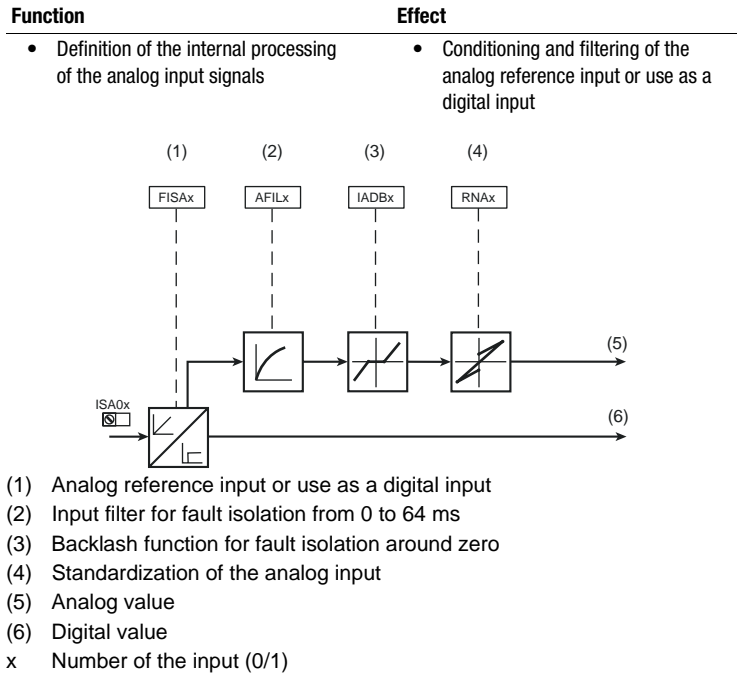 Function Effect
• Definition of the internal processing
of the analog input signals
• Conditioning and filtering of the
analog reference input or use as a
digital input
(1) (2) (3) (4)
FISAx AFILx IADBx RNAx
(5)
ISA0x
(6)
(1) Analog reference input or use as a digital input
(2) Input filter for fault isolation from 0 to 64 ms
(3) Backlash function for fault isolation around zero
(4) Standardization of the analog input
(5) Analog value
(6) Digital value
x Number of the input (0/1)